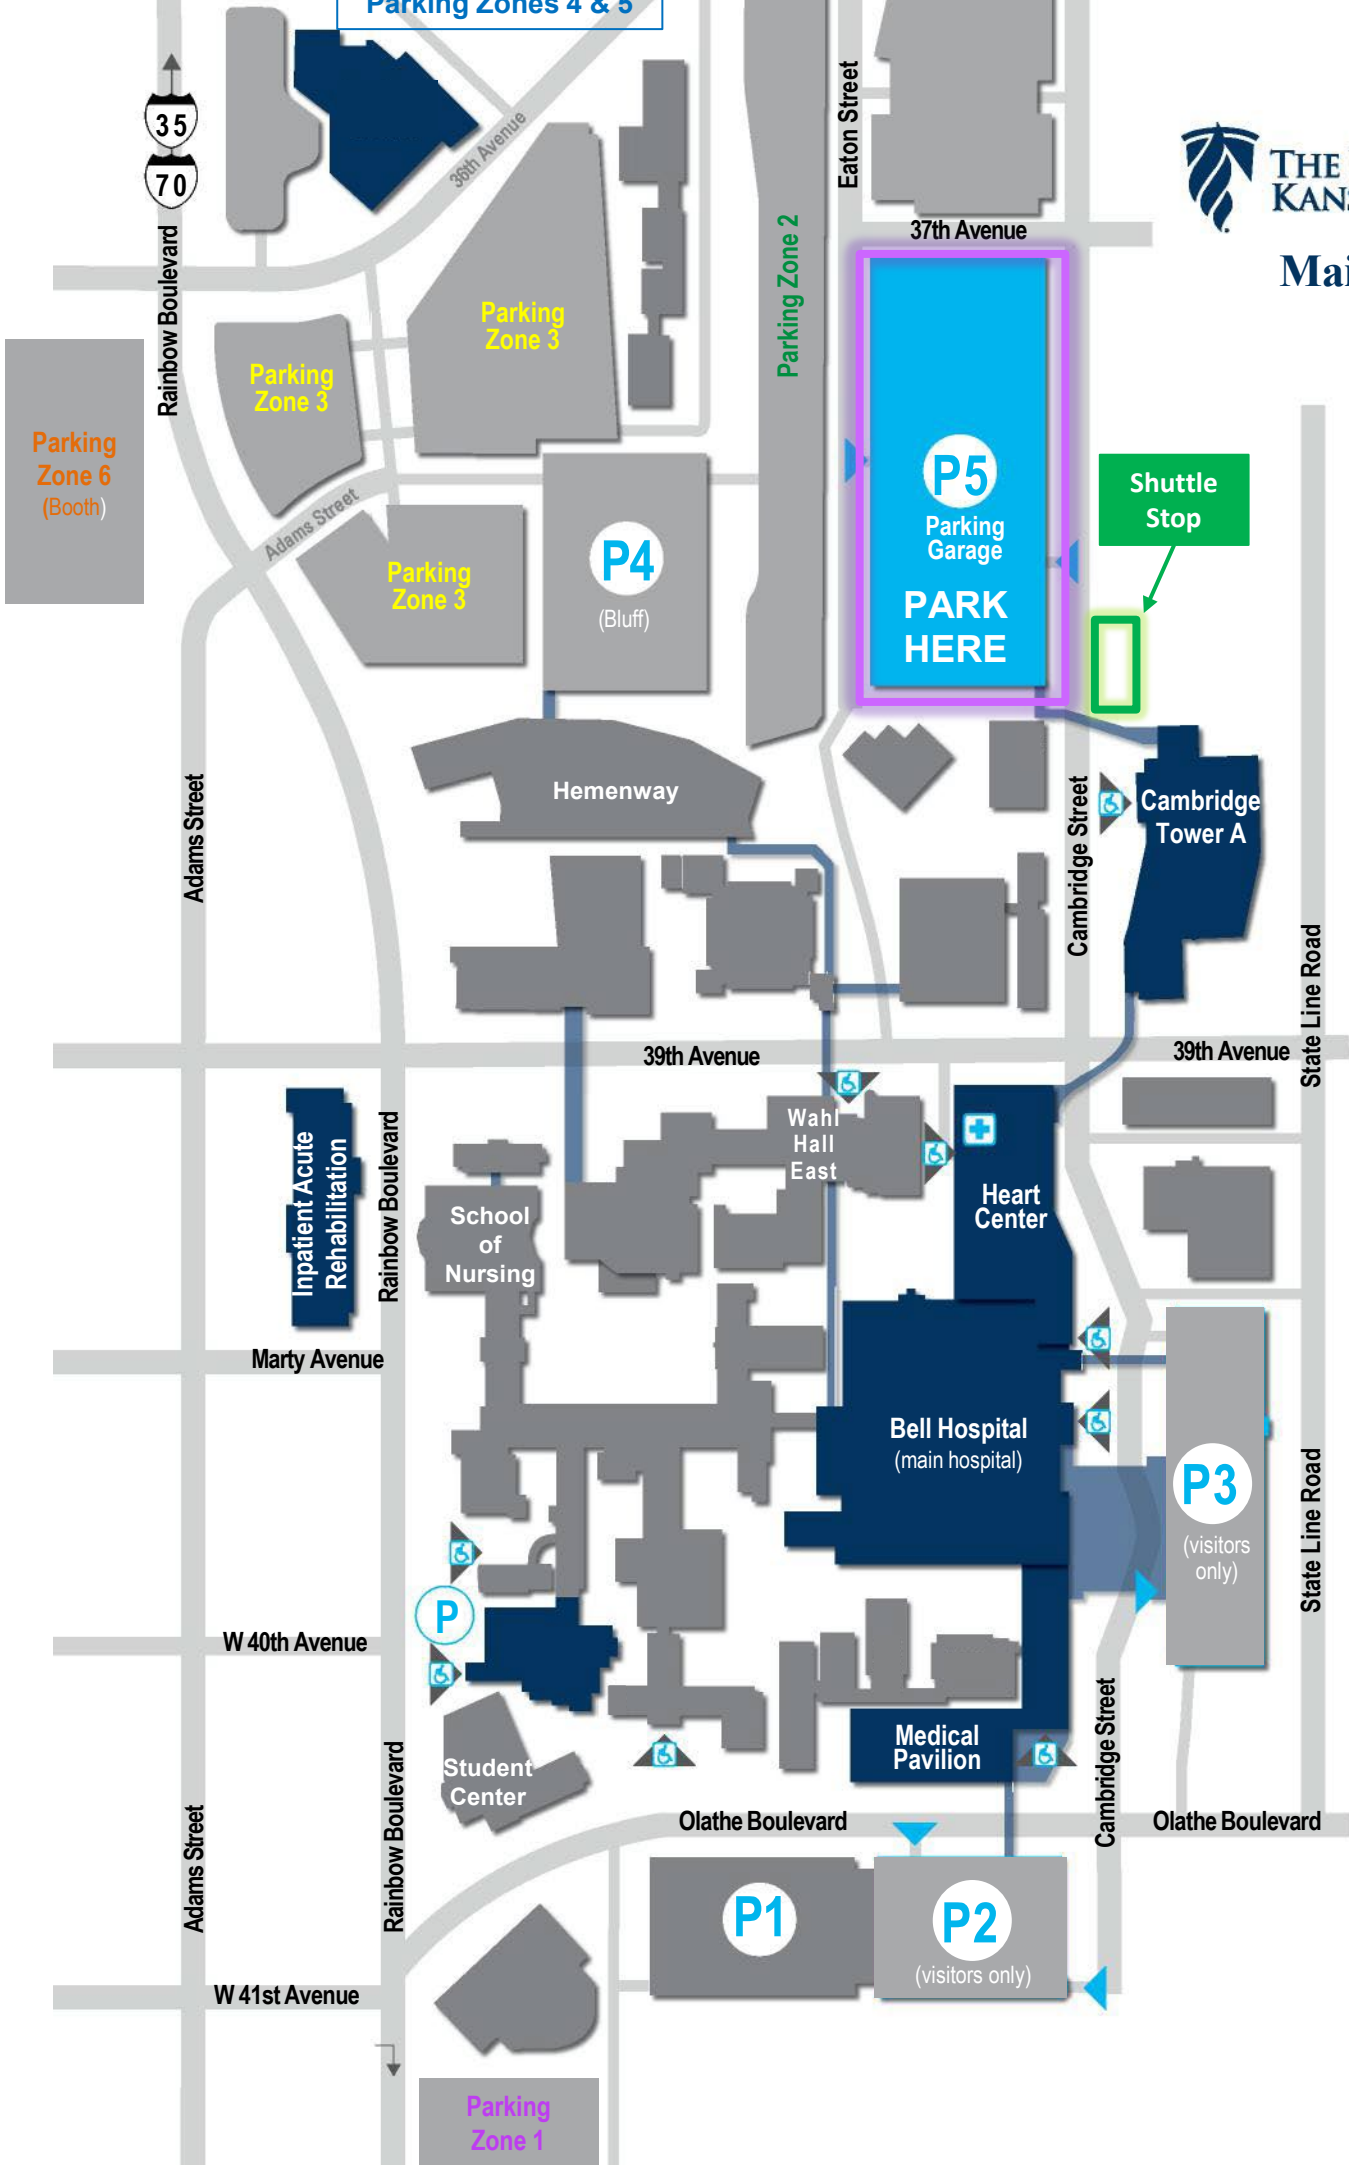 Parking Zones 4 & 5
35
70
36th Avenue
Eaton Street
37th Avenue
THE
KANS
Mai
Rainbow Boulevard
Parking Zone 2
Parking
Zone 3
Parking
Zone 3
Parking
Zone 6
(Booth)
P5
Parking
Garage
PARK
HERE
Shuttle
Stop
Adams Street
P4
(Bluff)
Parking
Zone 3
Hemenway
Cambridge
Tower A
Adams Street
Cambridge Street
State Line Road
39th Avenue
39th Avenue
Wahl
Hall
East
Inpatient Acute
Rehabilitation
Rainbow Boulevard
School
of
Nursing
Heart
Center
Marty Avenue
Bell Hospital
(main hospital)
P3
(visitors
only)
State Line Road
P
W 40th Avenue
Medical
Pavilion
Cambridge Street
Student
Center
Rainbow Boulevard
Adams Street
Olathe Boulevard
Olathe Boulevard
P1
P2
(visitors only)
W 41st Avenue
Parking
Zone 1